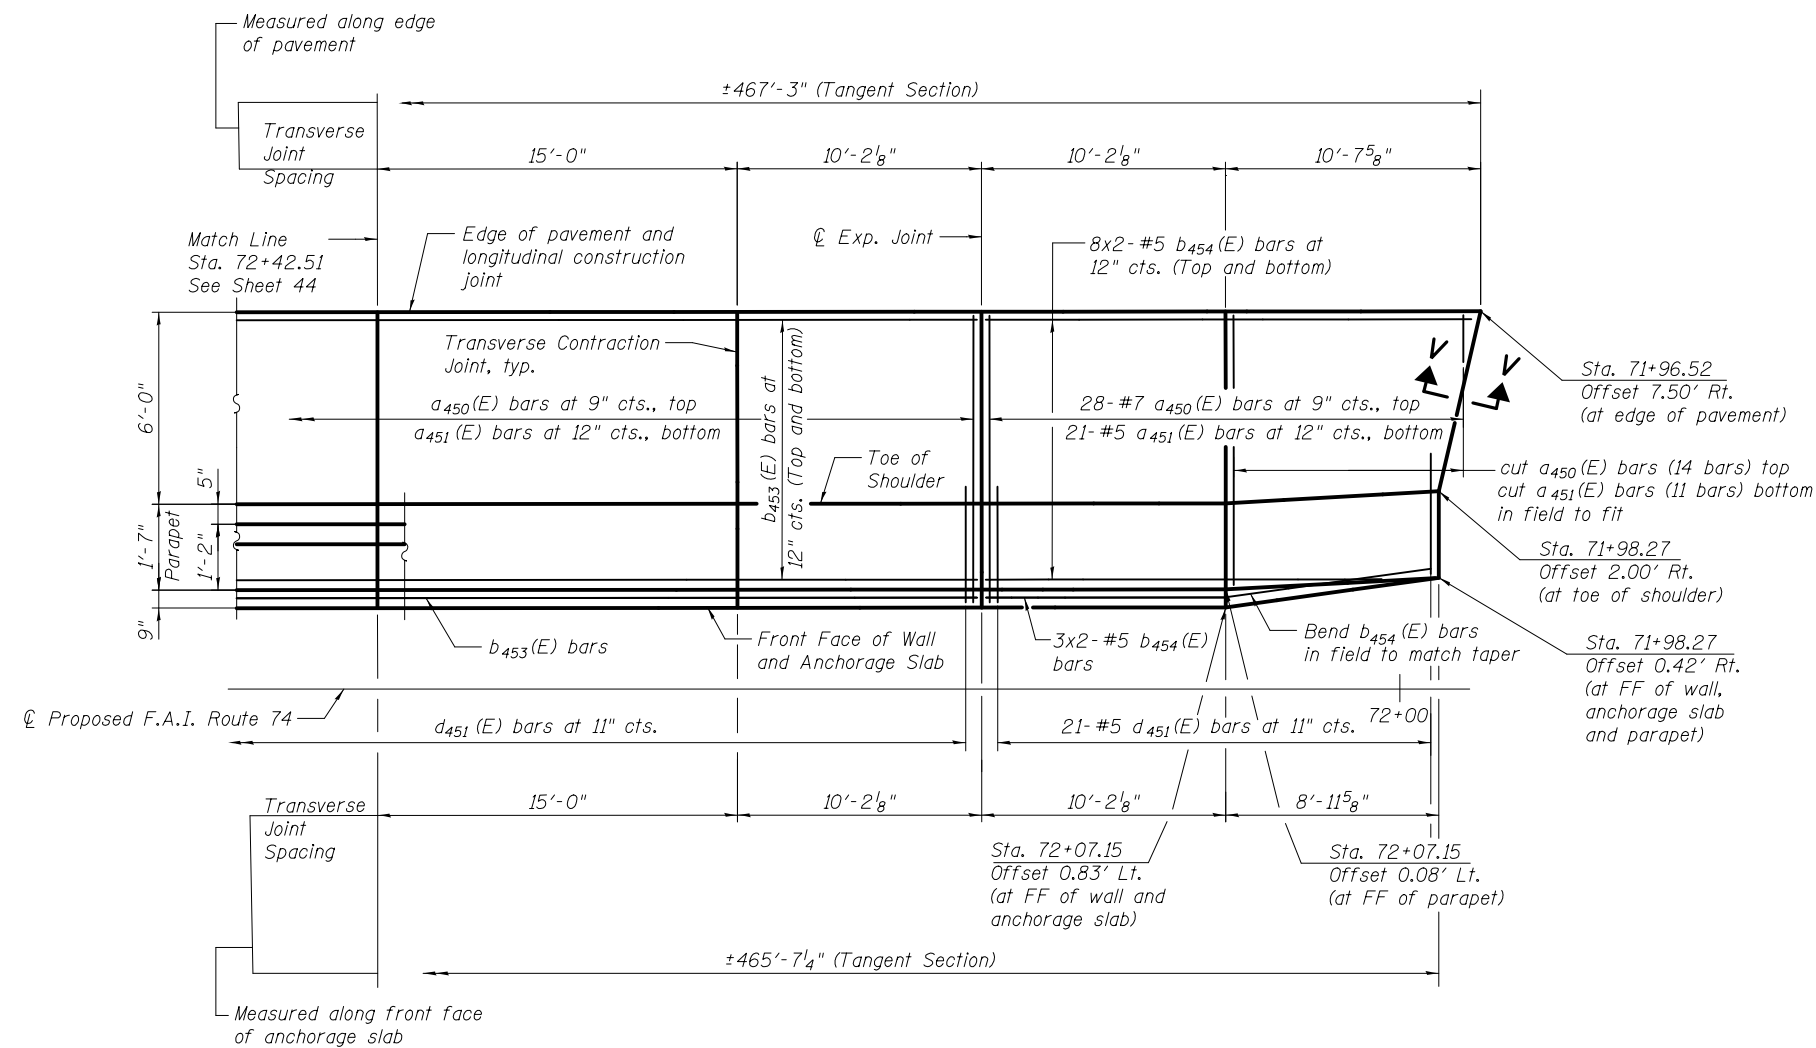 Measured along edge
of pavement
±467'-3" (Tangent Section)
Transverse
Joint
Spacing
15'-0"
10'-2 1/8"
10'-2 1/8"
10'-7 5/8"
Match Line
Sta. 72+42.51
See Sheet 44
Edge of pavement and
longitudinal construction
joint
℄ Exp. Joint
8x2-#5 b454(E) bars at
12" cts. (Top and bottom)
Transverse Contraction
Joint, typ.
b453(E) bars at
12" cts. (Top and bottom)
V
V
Sta. 71+96.52
Offset 7.50' Rt.
(at edge of pavement)
6'-0"
a450(E) bars at 9" cts., top
a451(E) bars at 12" cts., bottom
28-#7 a450(E) bars at 9" cts., top
21-#5 a451(E) bars at 12" cts., bottom
Toe of
Shoulder
cut a450(E) bars (14 bars) top
cut a451(E) bars (11 bars) bottom
in field to fit
5"
1'-7"
Parapet
1'-2"
9"
Sta. 71+98.27
Offset 2.00' Rt.
(at toe of shoulder)
b453(E) bars
Front Face of Wall
and Anchorage Slab
3x2-#5 b454(E)
bars
Bend b454(E) bars
in field to match taper
Sta. 71+98.27
Offset 0.42' Rt.
(at FF of wall,
anchorage slab
and parapet)
℄ Proposed F.A.I. Route 74
72+00
d451(E) bars at 11" cts.
21-#5 d451(E) bars at 11" cts.
Transverse
Joint
Spacing
15'-0"
10'-2 1/8"
10'-2 1/8"
8'-11 5/8"
Sta. 72+07.15
Offset 0.83' Lt.
(at FF of wall and
anchorage slab)
Sta. 72+07.15
Offset 0.08' Lt.
(at FF of parapet)
±465'-7 1/4" (Tangent Section)
Measured along front face
of anchorage slab